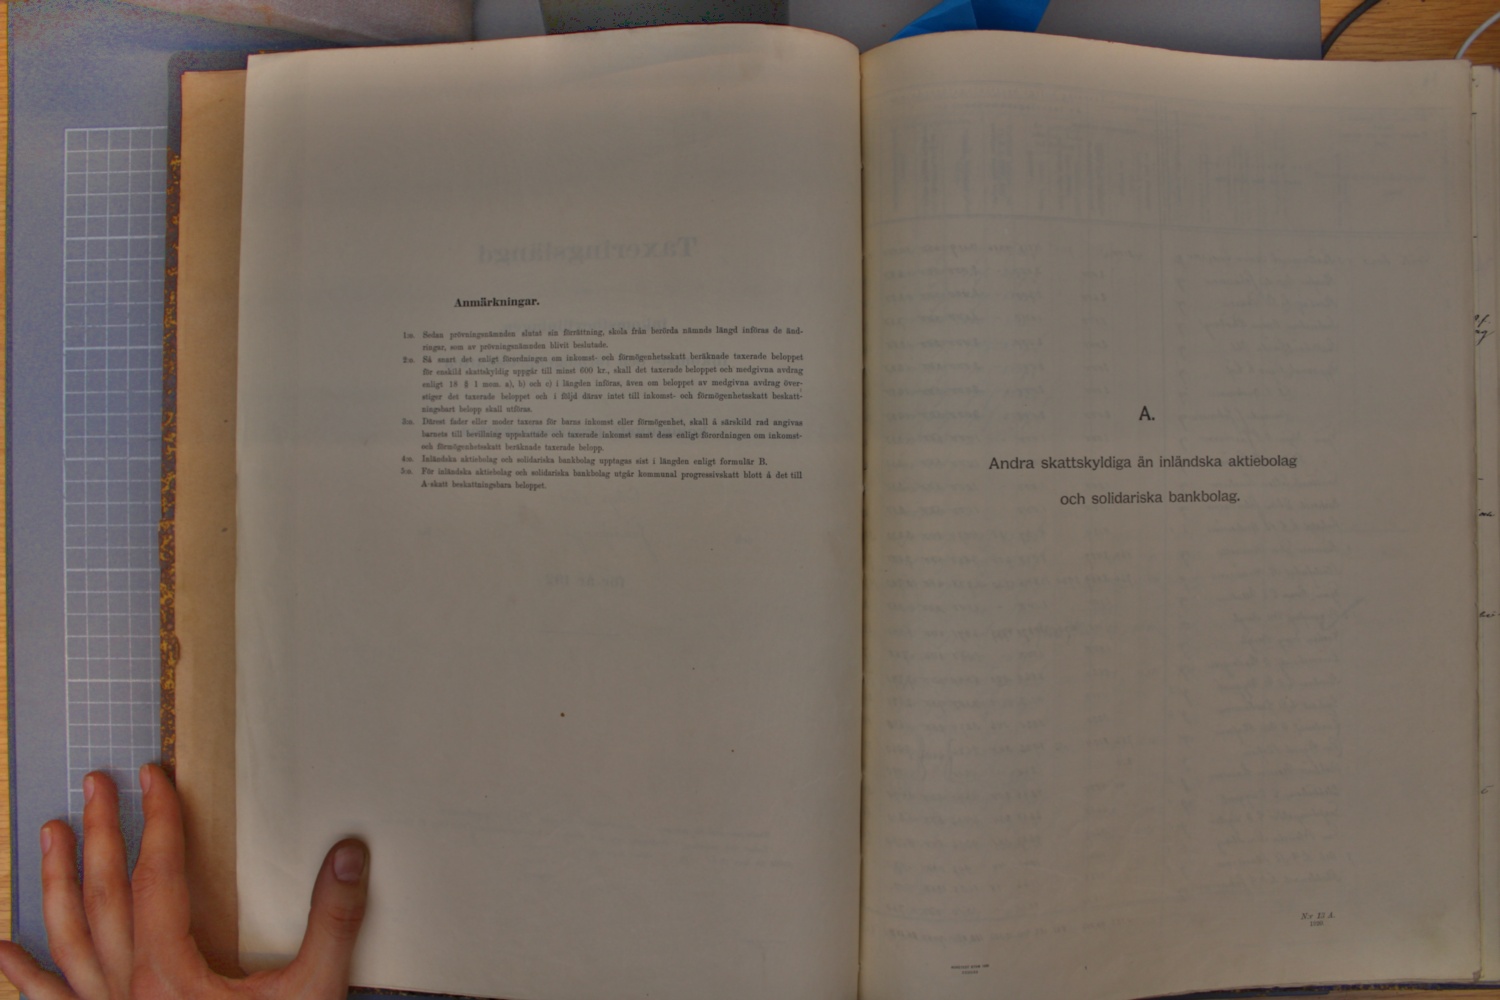 Anmärkningar.
1:o. Sedan prövningsnämnden slutat sin förrättning, skola från berörda nämnde längd införas de änd-
ringar, som av prövningsnämnden blivit beslutade.
2:o. Så snart det enligt förordningen om inkomst- och förmögenhetsskatt beräknade taxerade beloppet
för enskild skattskyldig uppgår till minst 600 kr., skall det taxerade beloppet och medgivna avdrag
enligt 18 § 1 mom. a), b) och c) i längden införas, även om beloppet av medgivna avdrag över-
stiger det taxerade beloppet och i följd därav intet till inkomst- och förmögenhetsskatt beskatt-
ningsbart belopp skall utföras.
3:o. Därest fader eller moder taxeras för barns inkomst eller förmögenhet, skall å särskild rad angivas
barnets till bevillning uppskattade och taxerade inkomst samt dess enligt förordningen om inkomst-
och förmögenhetsskatt beräknade taxerade belopp.
4:o. Inländska aktiebolag och solidariska bankbolag upptagas sist i längden enligt formulär B.
5:o. För inländska aktiebolag och solidariska bankbolag utgår kommunal progressivskatt blott å det till
A-skatt beskattningsbara beloppet.
A.
Andra skattskyldiga än inländska aktiebolag
och solidariska bankbolag.
N:r 12 A.